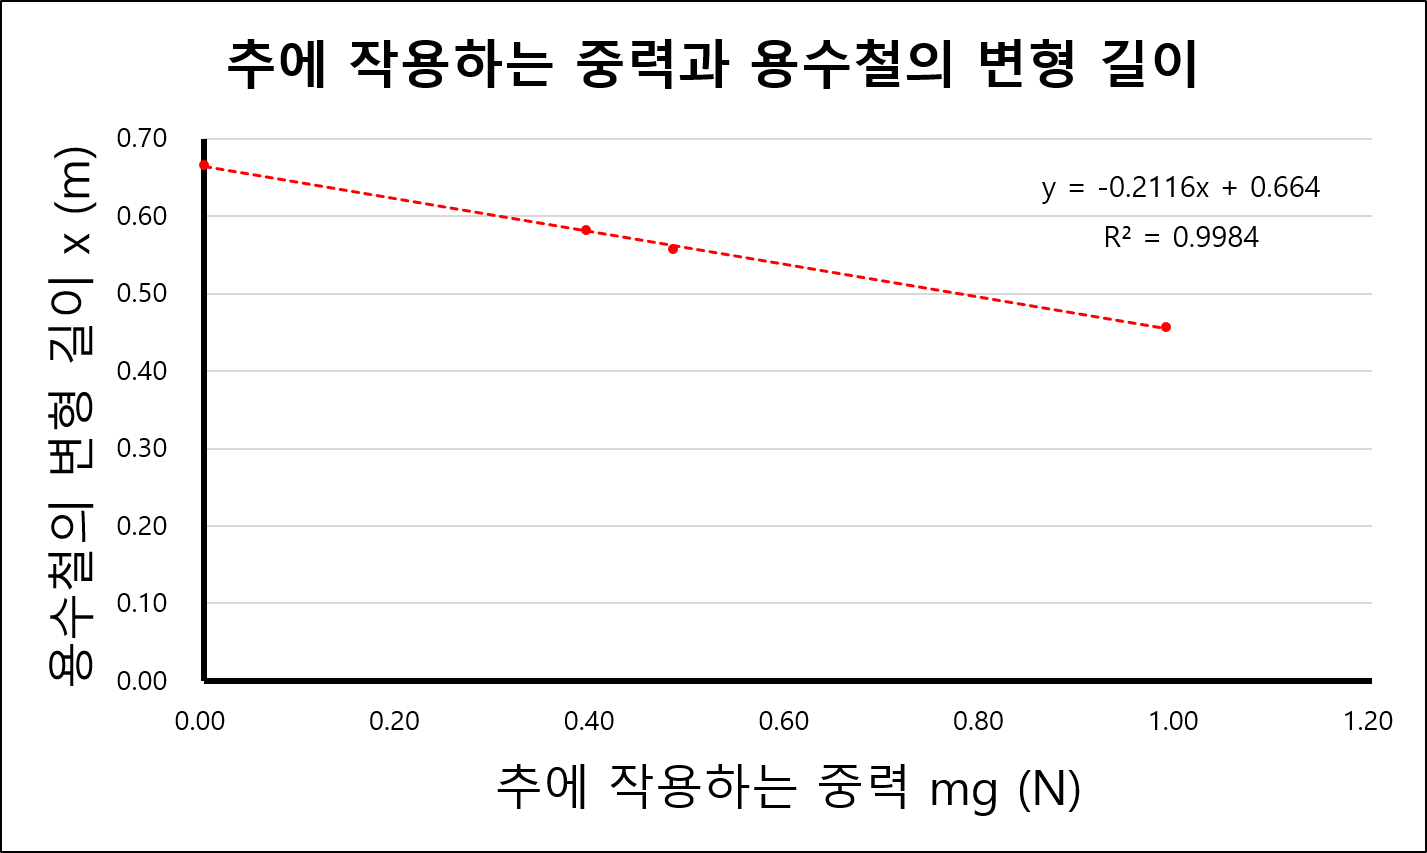 추에 작용하는 중력과 용수철의 변형 길이
용수철의 변형 길이 x (m)
0.70
0.60
0.50
0.40
0.30
0.20
0.10
0.00
y = -0.2116x + 0.664
R² = 0.9984
0.00 0.20 0.40 0.60 0.80 1.00 1.20
추에 작용하는 중력 mg (N)